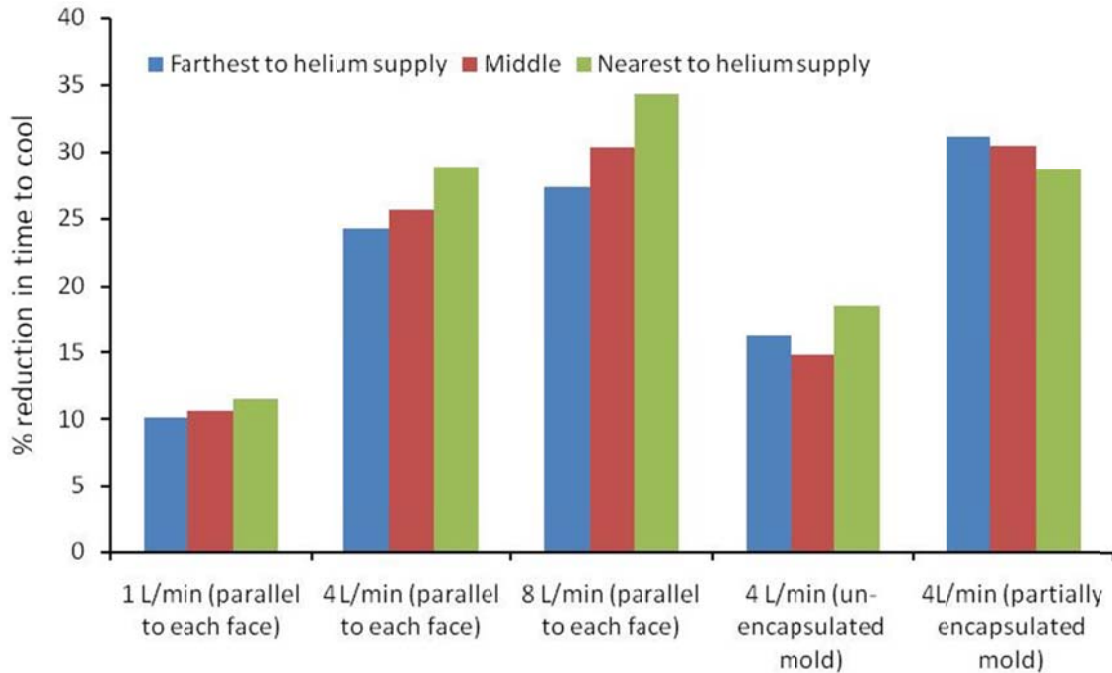 % reduction in time to cool
40
35
30
25
20
15
10
5
0
Farthest to helium supply Middle Nearest to helium supply
1 L/min (parallel
to each face)
4 L/min (parallel
to each face)
8 L/min (parallel
to each face)
4 L/min (un-
encapsulated
mold)
4L/min (partially
encapsulated
mold)